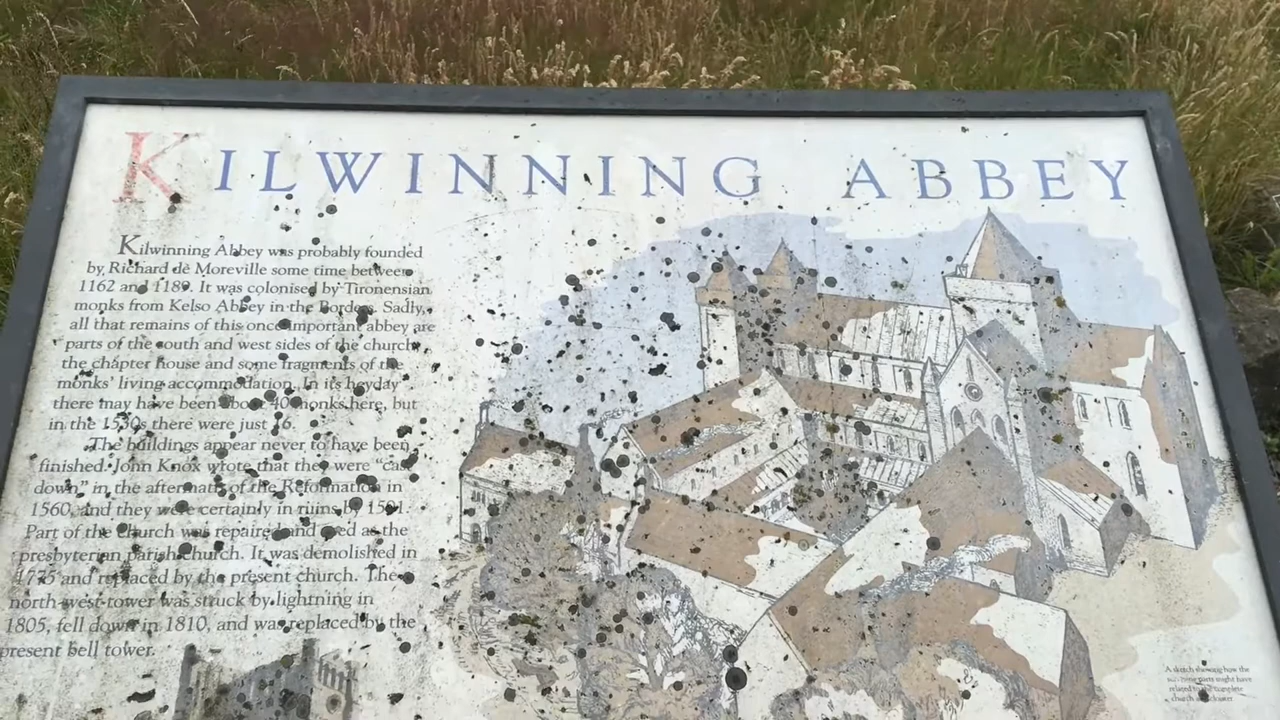 KILWINNING ABBEY
Kilwinning Abbey was probably founded
by Richard de Moreville some time between
1162 and 1189. It was colonised by Tironensian
monks from Kelso Abbey in the Borders. Sadly,
all that remains of this once important abbey are
parts of the south and west sides of the church,
the chapter house and some fragments of the
monks' living accommodation. In its heyday
there may have been about 40 monks here, but
in the 1530s there were just 16.
The buildings appear never to have been
finished. John Knox wrote that they were "cast
down" in the aftermath of the Reformation in
1560, and they were certainly in ruins by 1591.
Part of the church was repaired and used as the
presbyterian parish church. It was demolished in
1775 and replaced by the present church. The
north-west tower was struck by lightning in
1805, fell down in 1810, and was replaced by the
present bell tower.
A sketch showing how the
parts might have
related to the complete
church